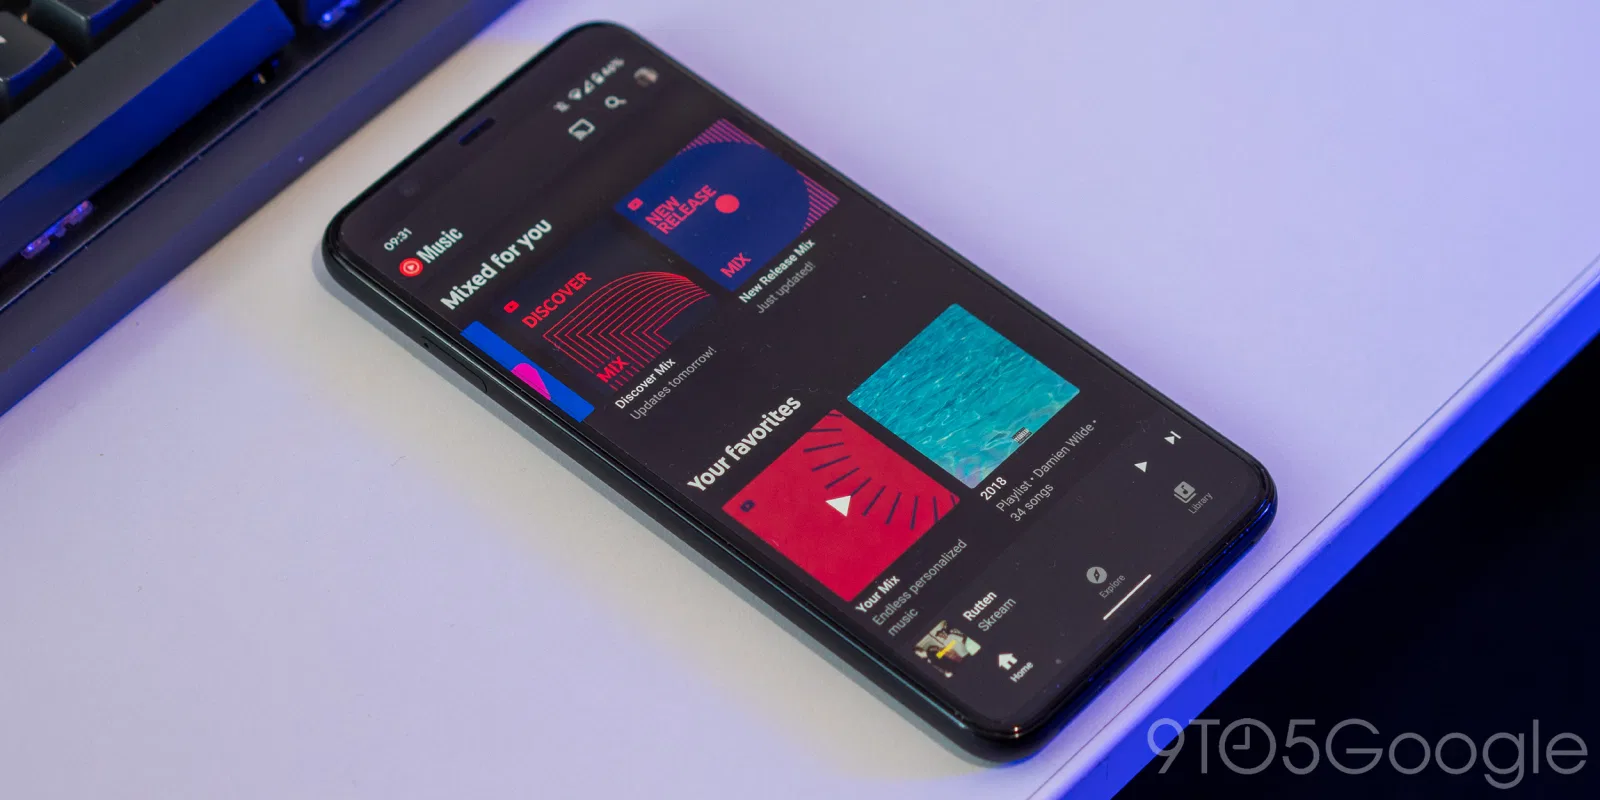 09:31
46%
Music
Mixed for you
DISCOVER
MIX
Discover Mix
Updates tomorrow!
NEW
RELEASE
MIX
New Release Mix
Just updated!
Your favorites
Your Mix
Endless personalized
music
2018
Playlist • Damien Wilde •
34 songs
Rutten
Skream
Home
Explore
Library
9TO5Google